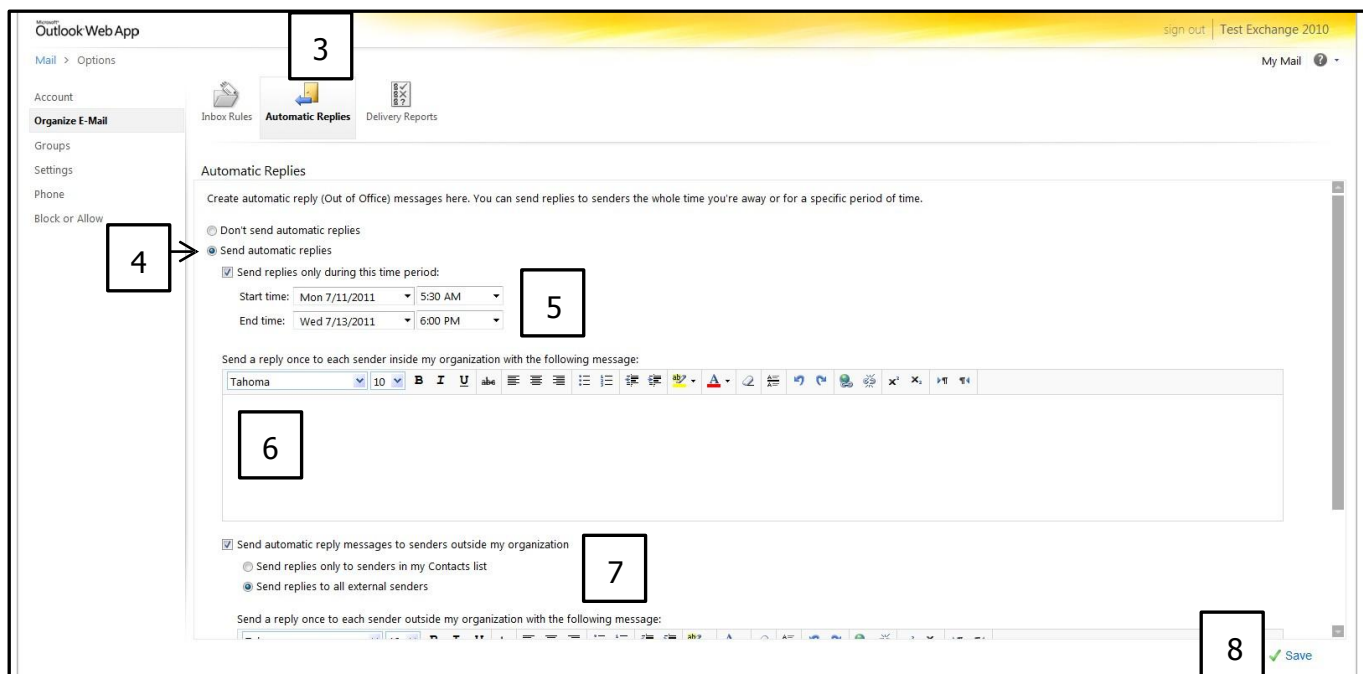 Microsoft
Outlook Web App
sign out | Test Exchange 2010
3
Mail > Options
My Mail
Account
Organize E-Mail
Groups
Settings
Phone
Block or Allow
Inbox Rules Automatic Replies Delivery Reports
Automatic Replies
Create automatic reply (Out of Office) messages here. You can send replies to senders the whole time you're away or for a specific period of time.
Don't send automatic replies
4
Send automatic replies
Send replies only during this time period:
Start time: Mon 7/11/2011 5:30 AM
5
End time: Wed 7/13/2011 6:00 PM
Send a reply once to each sender inside my organization with the following message:
Tahoma 10 B I U abc ab A x² x₂
6
Send automatic reply messages to senders outside my organization
7
Send replies only to senders in my Contacts list
Send replies to all external senders
Send a reply once to each sender outside my organization with the following message:
8
Save